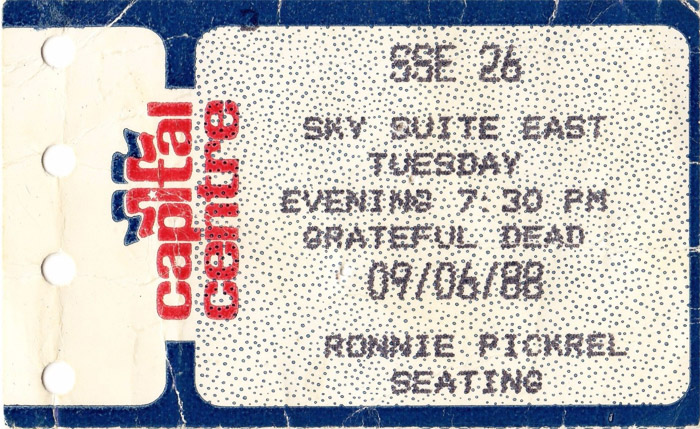 capital
centre
SSE 26
SKY SUITE EAST
TUESDAY
EVENING 7:30 PM
GRATEFUL DEAD
09/06/88
RONNIE PICKREL
SEATING